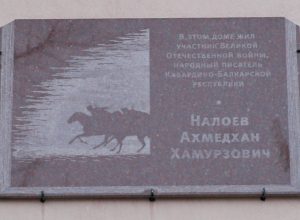 В ЭТОМ ДОМЕ ЖИЛ
УЧАСТНИК ВЕЛИКОЙ
ОТЕЧЕСТВЕННОЙ ВОЙНЫ,
НАРОДНЫЙ ПИСАТЕЛЬ
КАБАРДИНО-БАЛКАРСКОЙ
РЕСПУБЛИКИ
НАЛОЕВ
АХМЕДХАН
ХАМУРЗОВИЧ